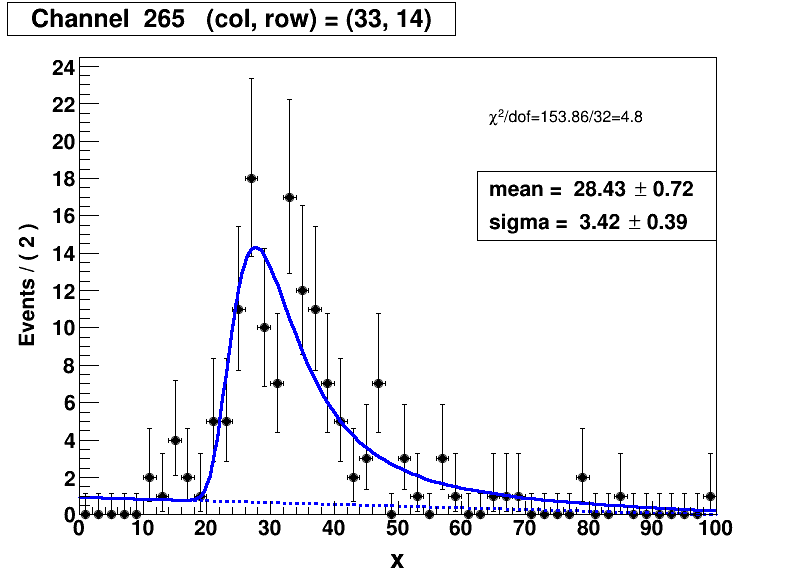 Channel  265   (col, row) = (33, 14)
24
22
20
18
16
14
12
10
8
6
4
2
0
Events / ( 2 )
χ²/dof=153.86/32=4.8
mean =  28.43 ± 0.72
sigma =  3.42 ± 0.39
0 10 20 30 40 50 60 70 80 90 100
x